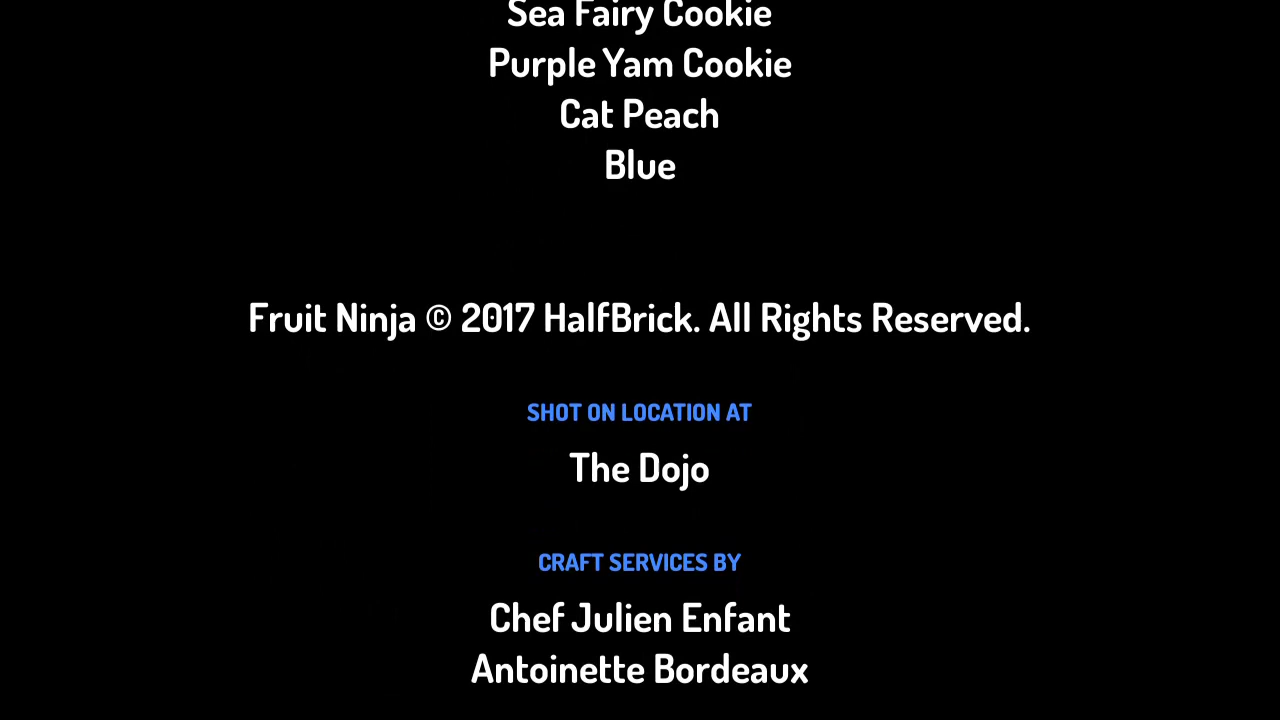 Sea Fairy Cookie
Purple Yam Cookie
Cat Peach
Blue
Fruit Ninja © 2017 HalfBrick. All Rights Reserved.
SHOT ON LOCATION AT
The Dojo
CRAFT SERVICES BY
Chef Julien Enfant
Antoinette Bordeaux